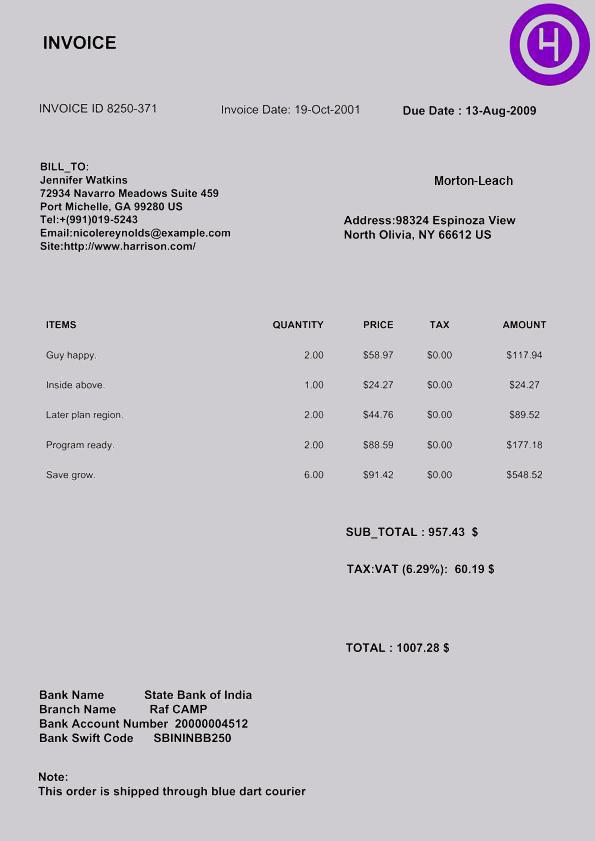 INVOICE
INVOICE ID 8250-371 Invoice Date: 19-Oct-2001 Due Date : 13-Aug-2009
BILL_TO:
Jennifer Watkins
72934 Navarro Meadows Suite 459
Port Michelle, GA 99280 US
Tel:+(991)019-5243
Email:nicolereynolds@example.com
Site:http://www.harrison.com/
Morton-Leach
Address:98324 Espinoza View
North Olivia, NY 66612 US
ITEMS QUANTITY PRICE TAX AMOUNT
Guy happy. 2.00 $58.97 $0.00 $117.94
Inside above. 1.00 $24.27 $0.00 $24.27
Later plan region. 2.00 $44.76 $0.00 $89.52
Program ready. 2.00 $88.59 $0.00 $177.18
Save grow. 6.00 $91.42 $0.00 $548.52
SUB_TOTAL : 957.43 $
TAX:VAT (6.29%): 60.19 $
TOTAL : 1007.28 $
Bank Name State Bank of India
Branch Name Raf CAMP
Bank Account Number 20000004512
Bank Swift Code SBININBB250
Note:
This order is shipped through blue dart courier